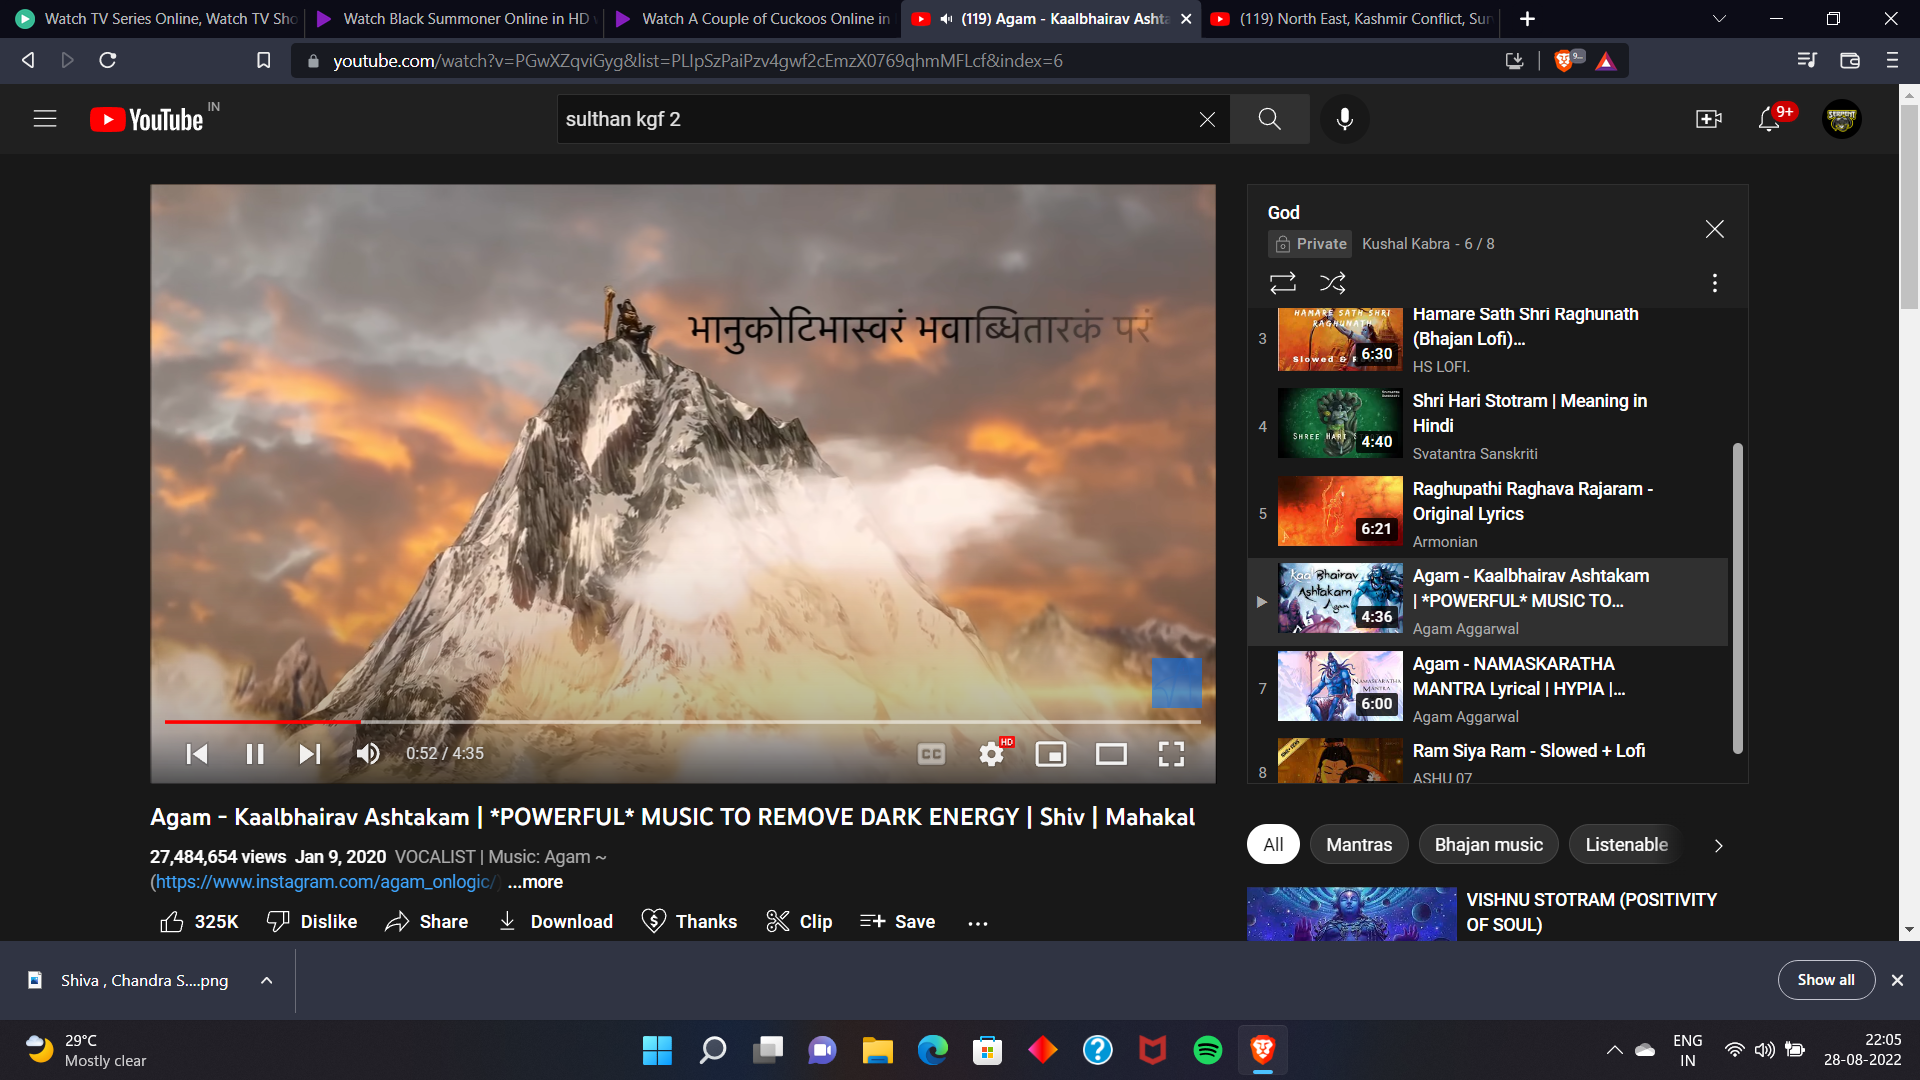 Watch TV Series Online, Watch TV Sho
Watch Black Summoner Online in HD
Watch A Couple of Cuckoos Online in
(119) Agam - Kaalbhairav Ashta
(119) North East, Kashmir Conflict, Sur
youtube.com/watch?v=PGwXZqviGyg&list=PLIpSzPaiPzv4gwf2cEmzX0769qhmMFLcf&index=6
YouTube IN
sulthan kgf 2
9+
भानुकोटिभास्वरं भवाब्धितारकं परं
HD
0:52 / 4:35
God
Private Kushal Kabra - 6 / 8
3
HAMARE SATH SHRI
RAGHUNATH
6:30
Hamare Sath Shri Raghunath
(Bhajan Lofi)...
HS LOFI.
4
4:40
Shri Hari Stotram | Meaning in
Hindi
Svatantra Sanskriti
5
6:21
Raghupathi Raghava Rajaram -
Original Lyrics
Armonian
KaalBhairav
Ashtakam
Agam
4:36
Agam - Kaalbhairav Ashtakam
| *POWERFUL* MUSIC TO...
Agam Aggarwal
7
NAMASKARATHA
MANTRA
6:00
Agam - NAMASKARATHA
MANTRA Lyrical | HYPIA |...
Agam Aggarwal
8
Ram Siya Ram - Slowed + Lofi
ASHU 07
Agam - Kaalbhairav Ashtakam | *POWERFUL* MUSIC TO REMOVE DARK ENERGY | Shiv | Mahakal
27,484,654 views Jan 9, 2020 VOCALIST | Music: Agam ~
(https://www.instagram.com/agam_onlogic/) ...more
325K Dislike Share Download Thanks Clip Save ...
All Mantras Bhajan music Listenable
VISHNU STOTRAM (POSITIVITY
OF SOUL)
Shiva , Chandra S....png
Show all
29°C
Mostly clear
ENG
IN
22:05
28-08-2022